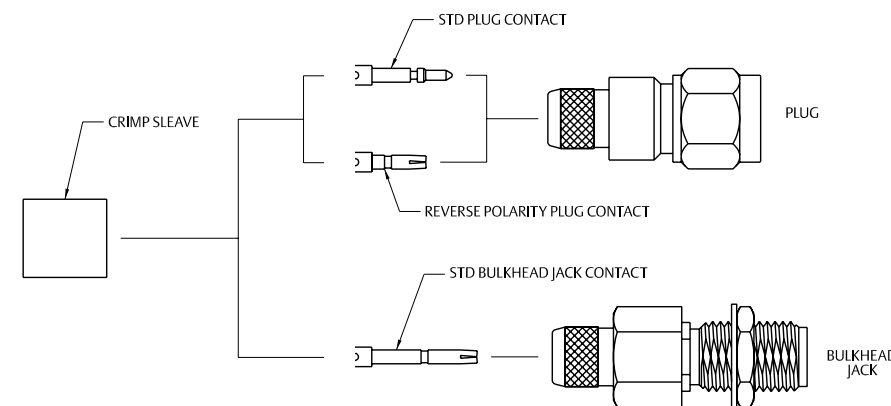 STD PLUG CONTACT
CRIMP SLEAVE
PLUG
REVERSE POLARITY PLUG CONTACT
STD BULKHEAD JACK CONTACT
BULKHEAD
JACK